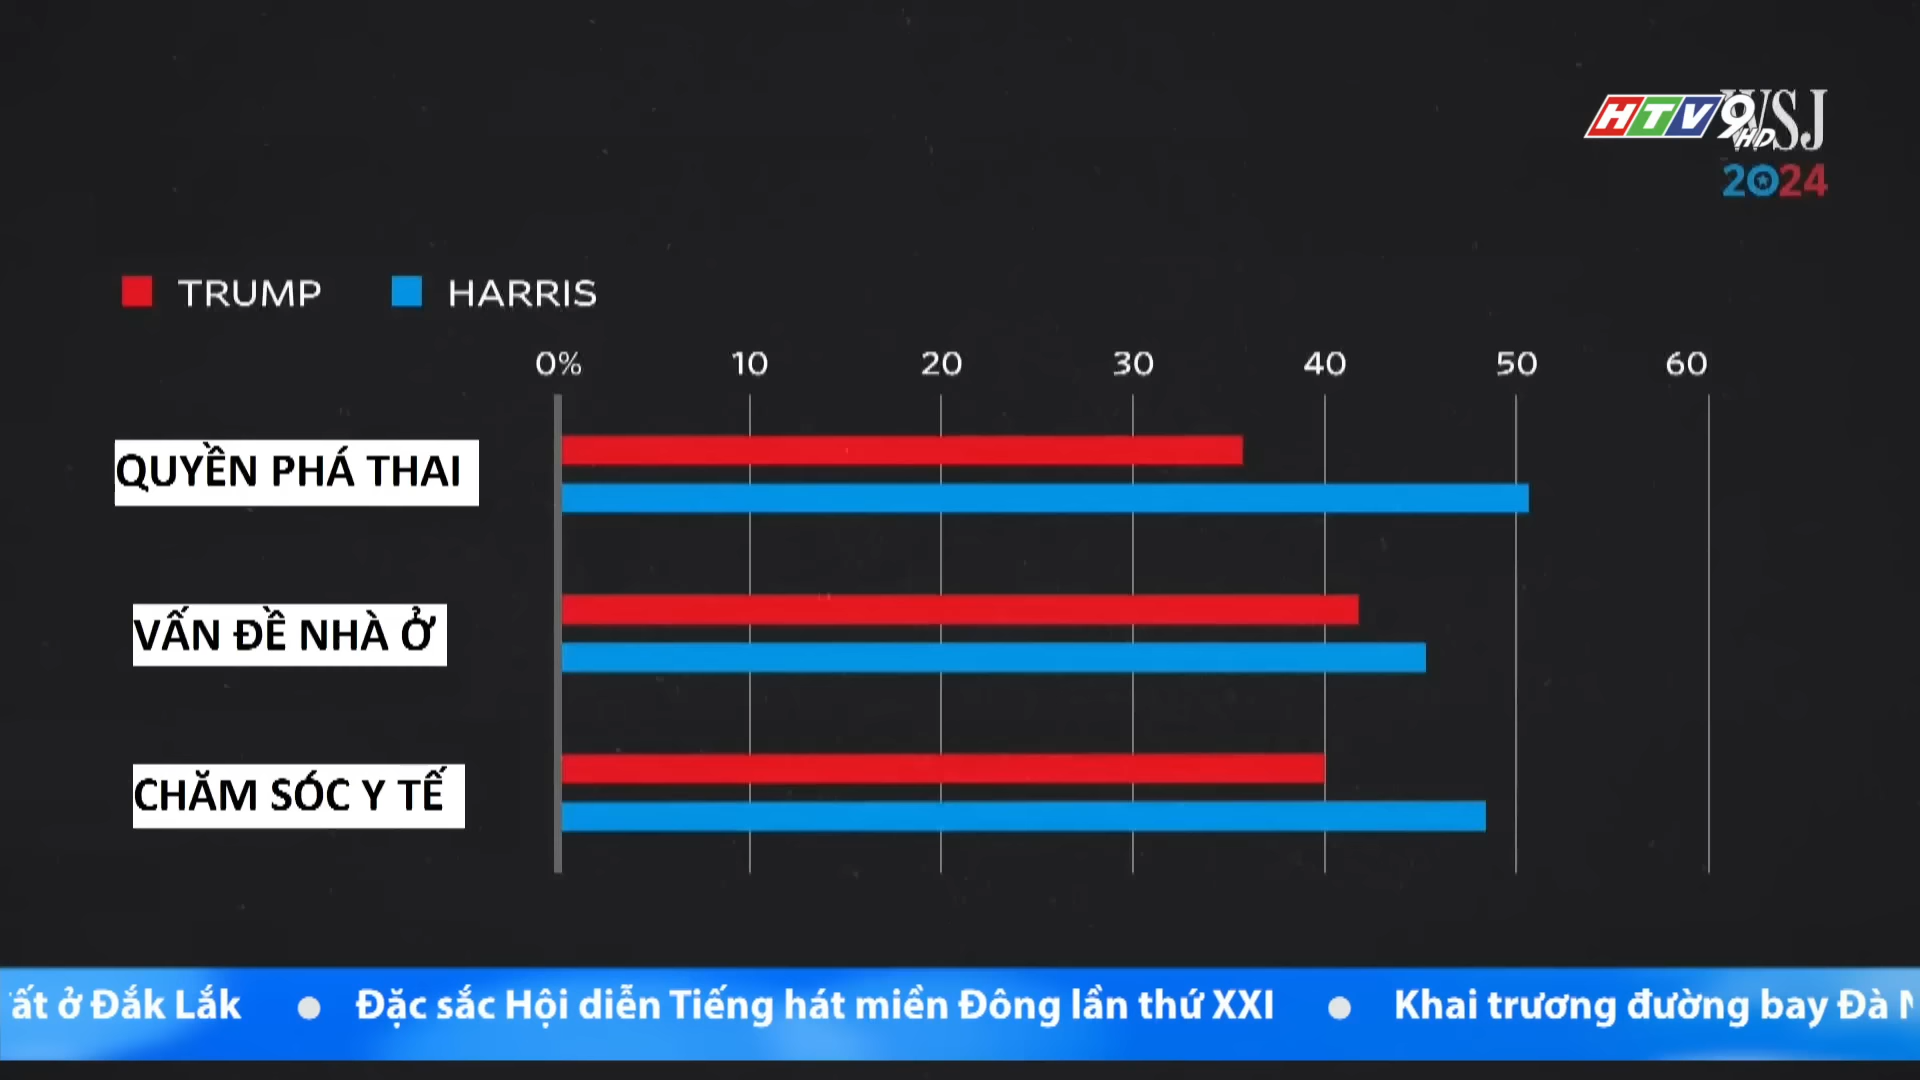 HTV9 HD WSJ
2024
TRUMP HARRIS
0% 10 20 30 40 50 60
QUYỀN PHÁ THAI
VẤN ĐỀ NHÀ Ở
CHĂM SÓC Y TẾ
ở Đắk Lắk ● Đặc sắc Hội diễn Tiếng hát miền Đông lần thứ XXI ● Khai trương đường bay Đà